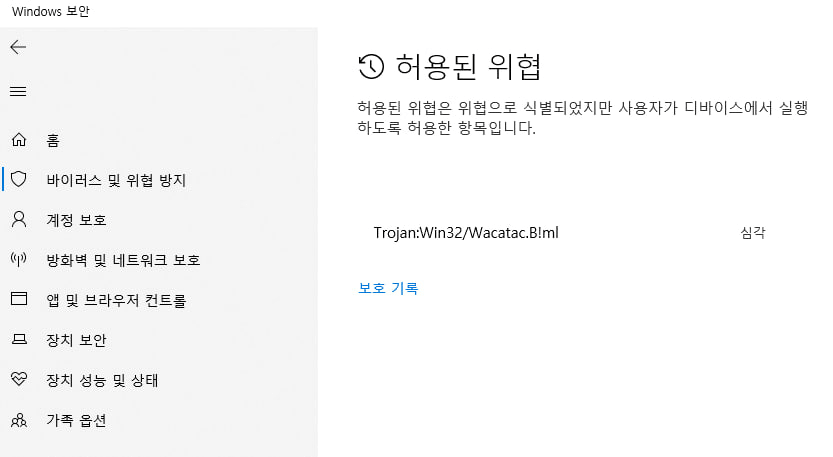 Windows 보안
홈
바이러스 및 위협 방지
계정 보호
방화벽 및 네트워크 보호
앱 및 브라우저 컨트롤
장치 보안
장치 성능 및 상태
가족 옵션
허용된 위협
허용된 위협은 위협으로 식별되었지만 사용자가 디바이스에서 실행
하도록 허용한 항목입니다.
Trojan:Win32/Wacatac.B!ml 심각
보호 기록